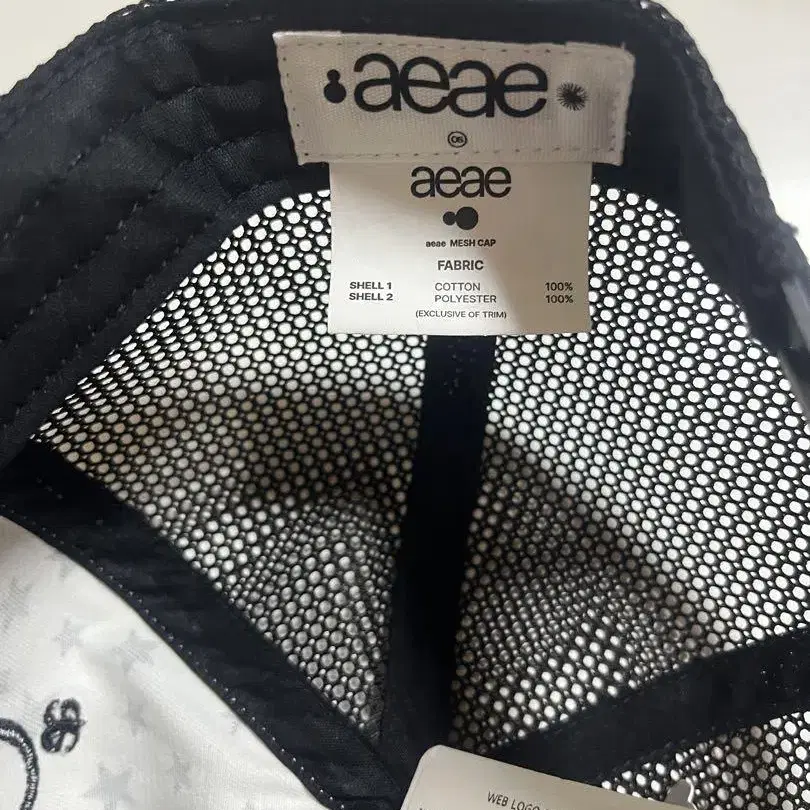 aeae
06
aeae
aeae MESH CAP
FABRIC
SHELL 1 COTTON 100%
SHELL 2 POLYESTER 100%
(EXCLUSIVE OF TRIM)
WEB LOGO